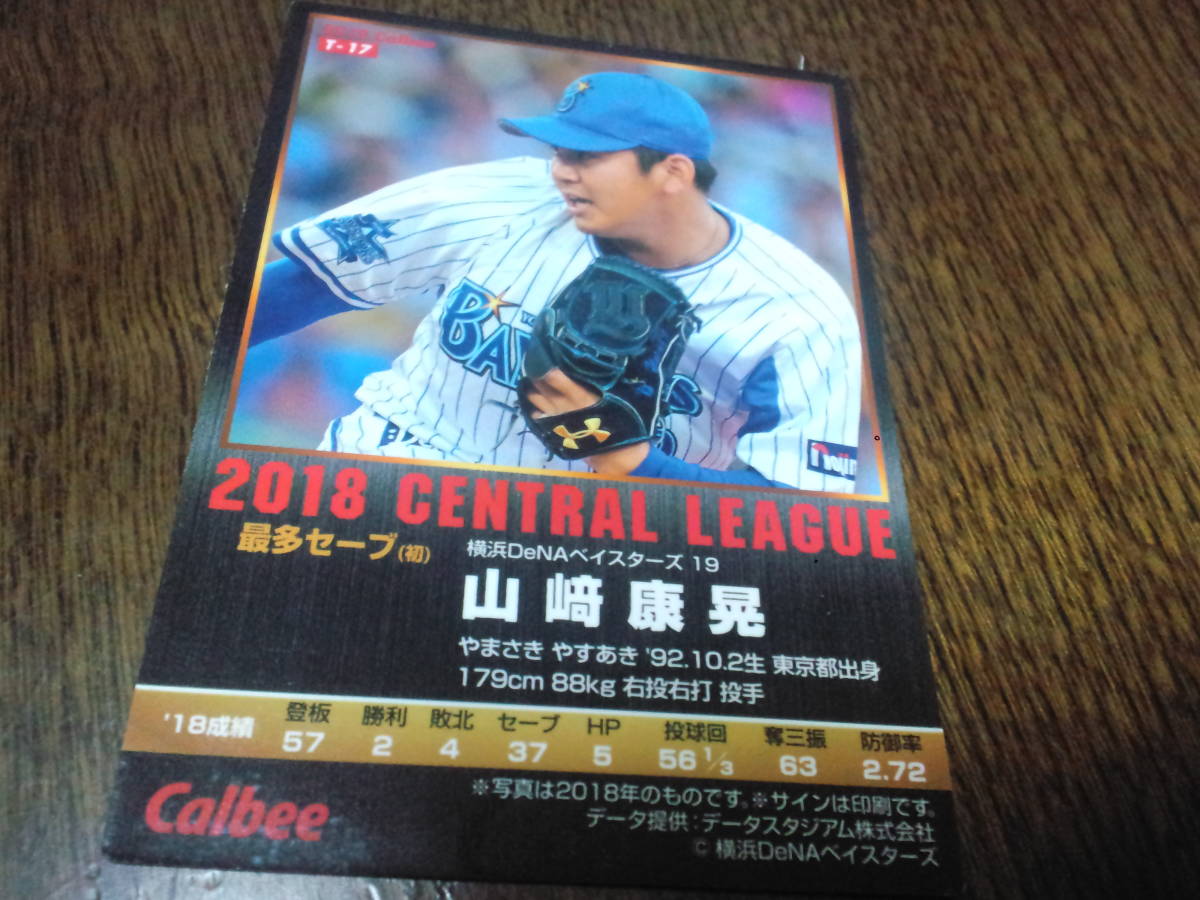 2019 Calbee
T-17
2018 CENTRAL LEAGUE
最多セーブ(初)
横浜DeNAベイスターズ 19
山﨑康晃
やまさき やすあき '92.10.2生 東京都出身
179cm 88kg 右投右打 投手
'18成績 登板 勝利 敗北 セーブ HP 投球回 奪三振 防御率
57 2 4 37 5 56 1/3 63 2.72
Calbee
※写真は2018年のものです。※サインは印刷です。
データ提供:データスタジアム株式会社
© 横浜DeNAベイスターズ